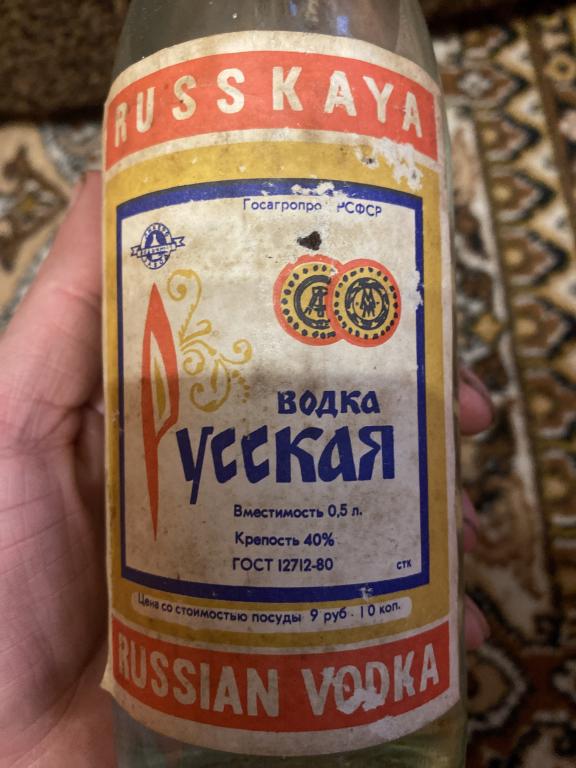 RUSSKAYA
Госагропро РСФСР
ВОДКА
Русская
Вместимость 0,5 л.
Крепость 40%
ГОСТ 12712-80
СТК
Цена со стоимостью посуды 9 руб. 10 коп.
RUSSIAN VODKA